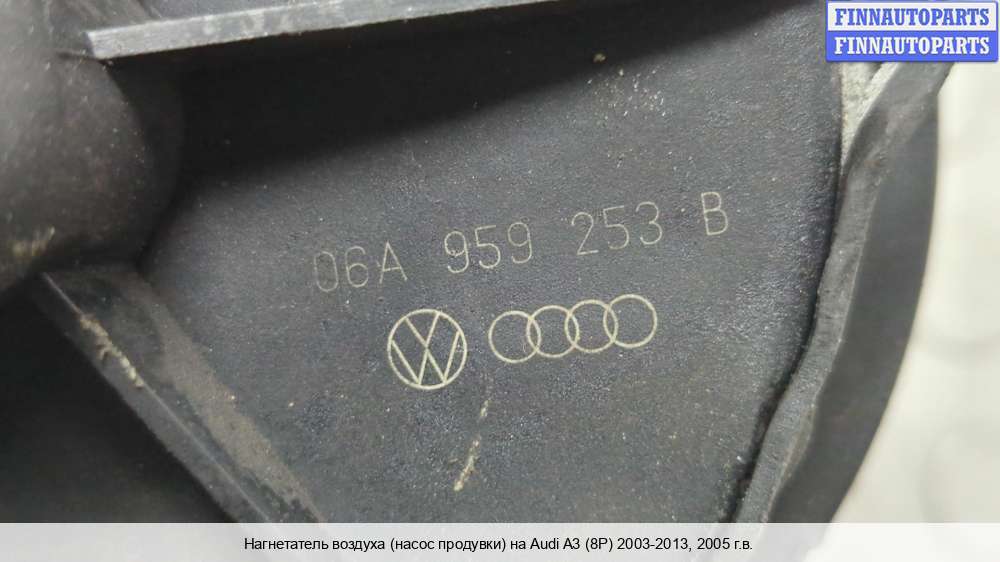 FINNAUTOPARTS
FINNAUTOPARTS
06A 959 253 B
Нагнетатель воздуха (насос продувки) на Audi A3 (8P) 2003-2013, 2005 г.в.